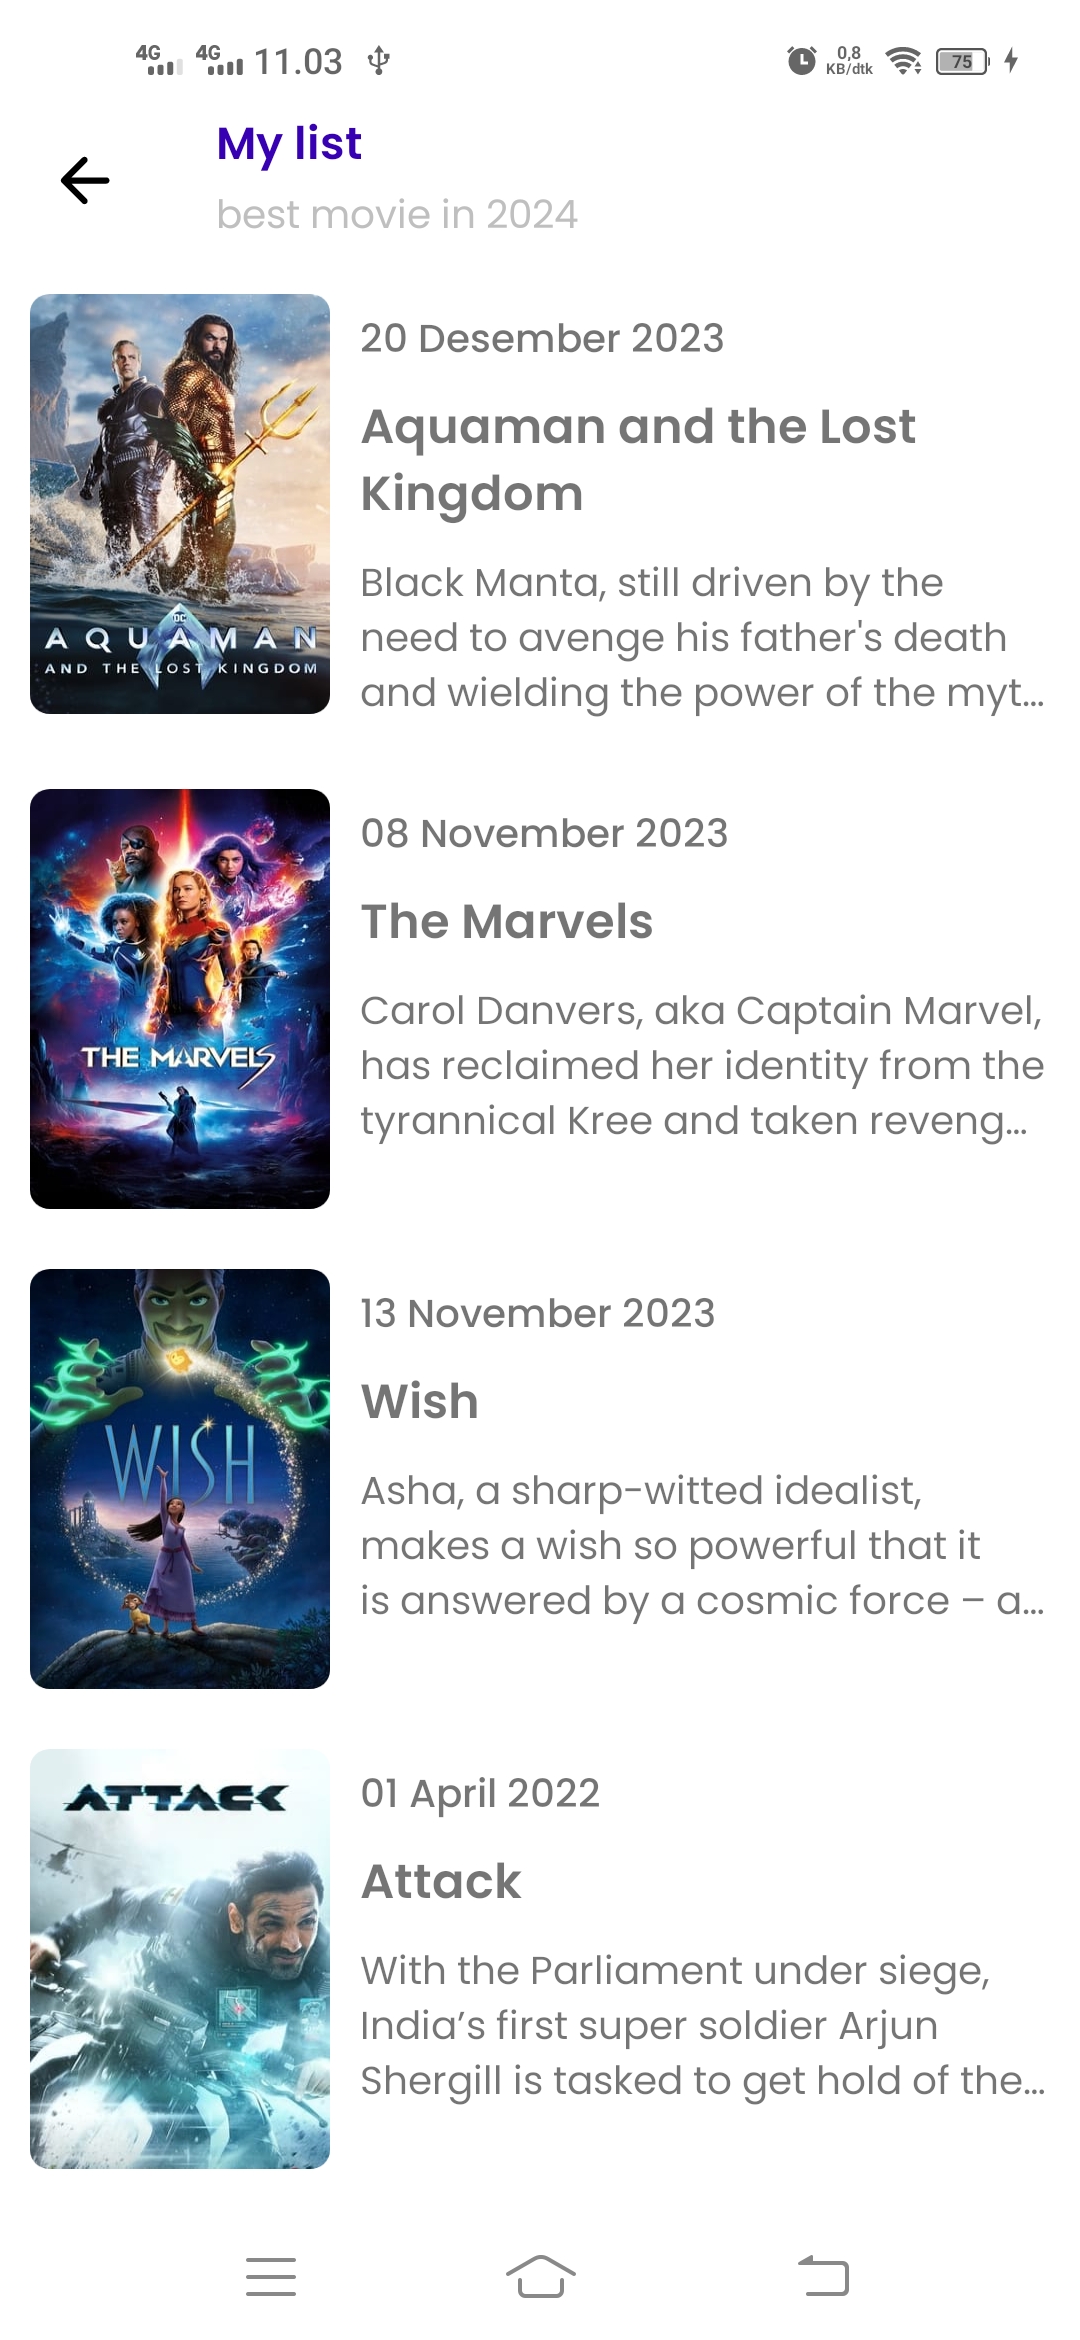 4G 4G 11.03 0,8 KB/dtk 75
My list
best movie in 2024
20 Desember 2023
Aquaman and the Lost
Kingdom
Black Manta, still driven by the
need to avenge his father's death
and wielding the power of the myt...
DC
AQUAMAN
AND THE LOST KINGDOM
08 November 2023
The Marvels
Carol Danvers, aka Captain Marvel,
has reclaimed her identity from the
tyrannical Kree and taken reveng...
THE MARVELS
13 November 2023
Wish
Asha, a sharp-witted idealist,
makes a wish so powerful that it
is answered by a cosmic force – a...
WISH
01 April 2022
Attack
With the Parliament under siege,
India’s first super soldier Arjun
Shergill is tasked to get hold of the...
ATTACK